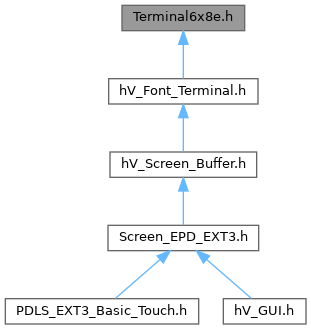 Terminal6x8e.h
hV_Font_Terminal.h
hV_Screen_Buffer.h
Screen_EPD_EXT3.h
PDLS_EXT3_Basic_Touch.h
hV_GUI.h